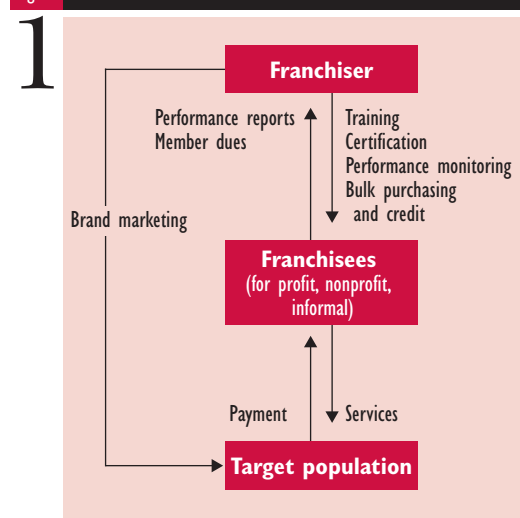 1
Franchiser
Performance reports
Member dues
Training
Certification
Performance monitoring
Bulk purchasing
and credit
Brand marketing
Franchisees
(for profit, nonprofit,
informal)
Payment
Services
Target population